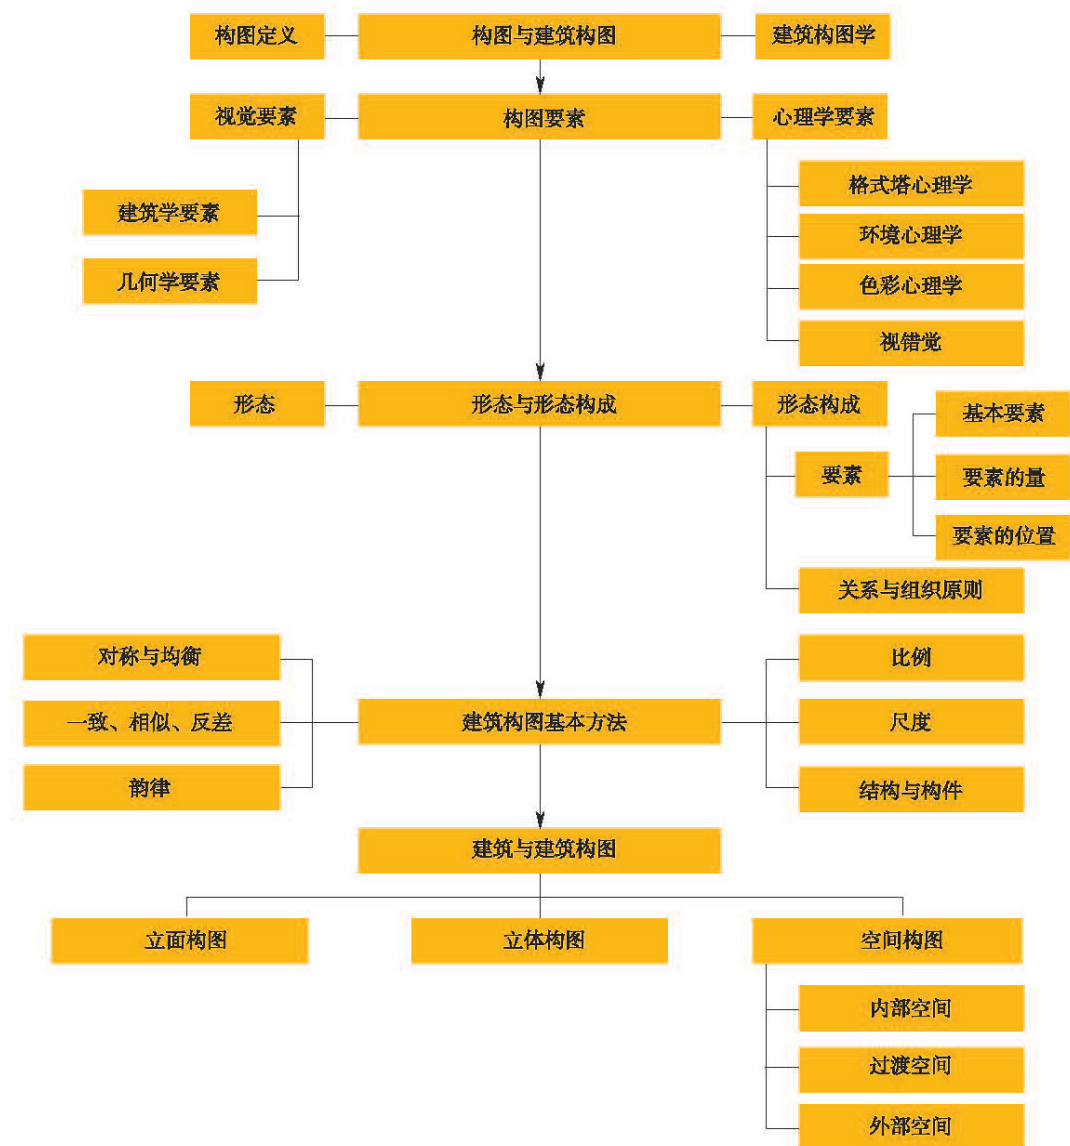 构图定义
构图与建筑构图
建筑构图学
视觉要素
构图要素
心理学要素
建筑学要素
几何学要素
格式塔心理学
环境心理学
色彩心理学
视错觉
形态
形态与形态构成
形态构成
要素
基本要素
要素的量
要素的位置
关系与组织原则
对称与均衡
一致、相似、反差
韵律
建筑构图基本方法
比例
尺度
结构与构件
建筑与建筑构图
立面构图
立体构图
空间构图
内部空间
过渡空间
外部空间